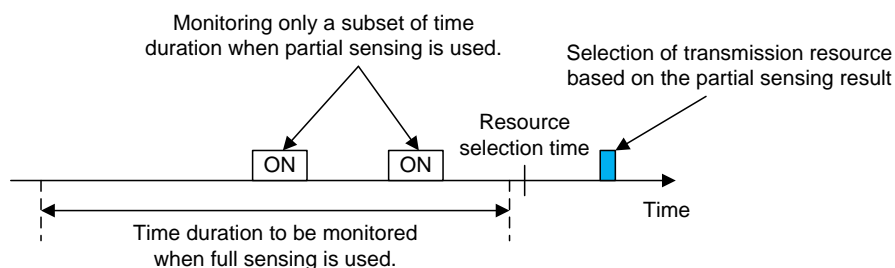 Monitoring only a subset of time
duration when partial sensing is used.
Selection of transmission resource
based on the partial sensing result
Resource
selection time
ON
ON
Time
Time duration to be monitored
when full sensing is used.